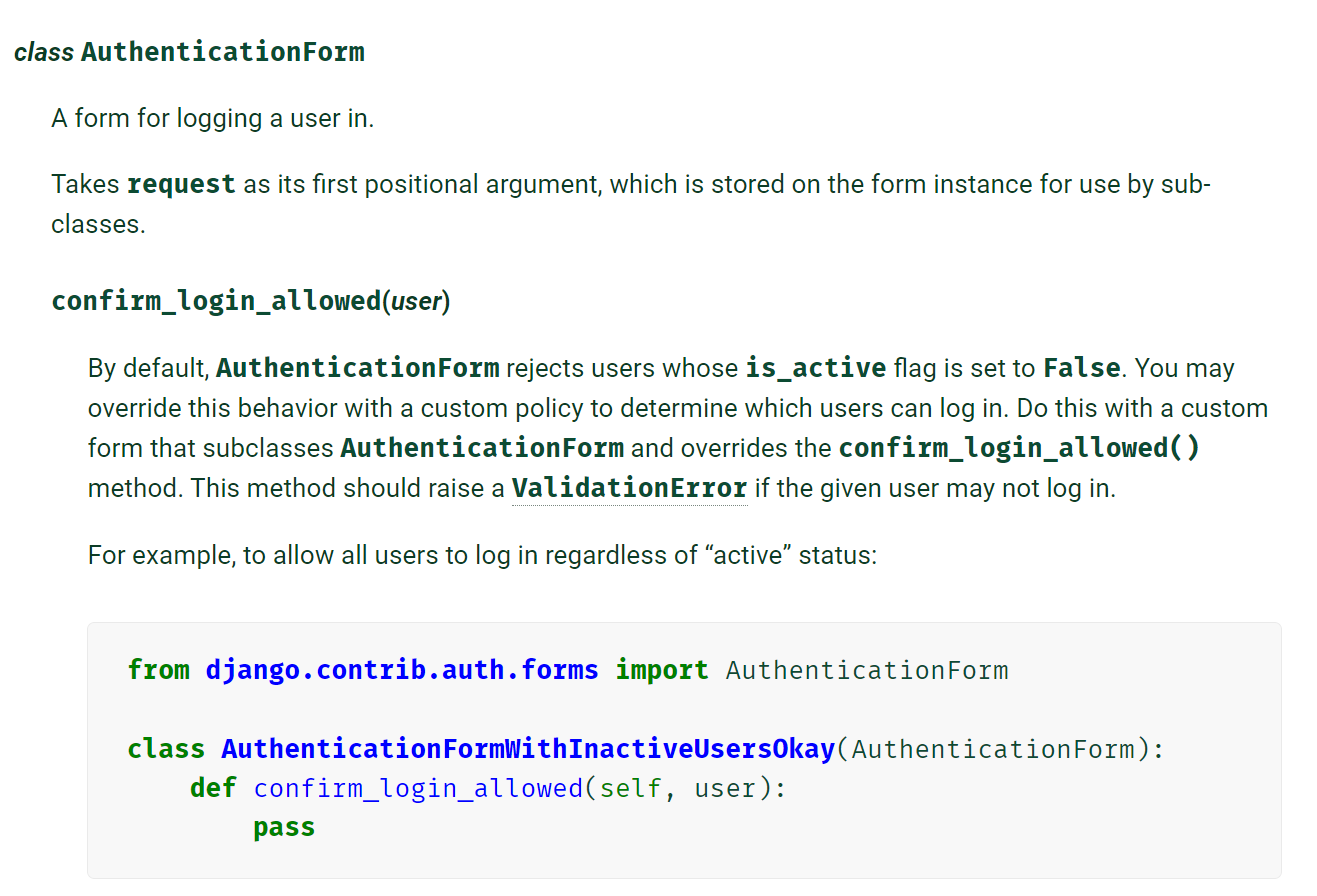 class AuthenticationForm
A form for logging a user in.
Takes request as its first positional argument, which is stored on the form instance for use by sub-
classes.
confirm_login_allowed(user)
By default, AuthenticationForm rejects users whose is_active flag is set to False. You may
override this behavior with a custom policy to determine which users can log in. Do this with a custom
form that subclasses AuthenticationForm and overrides the confirm_login_allowed()
method. This method should raise a ValidationError if the given user may not log in.
For example, to allow all users to log in regardless of “active” status:
from django.contrib.auth.forms import AuthenticationForm
class AuthenticationFormWithInactiveUsersOkay(AuthenticationForm):
    def confirm_login_allowed(self, user):
        pass